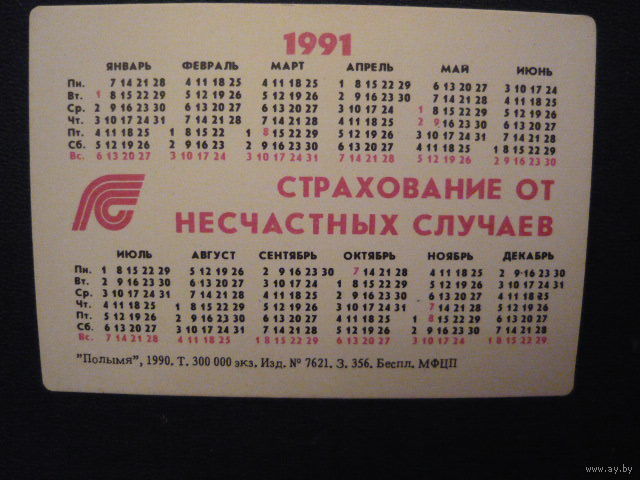 1991
ЯНВАРЬ ФЕВРАЛЬ МАРТ АПРЕЛЬ МАЙ ИЮНЬ
Пн. 7 14 21 28 4 11 18 25 4 11 18 25 1 8 15 22 29 6 13 20 27 3 10 17 24
Вт. 1 8 15 22 29 5 12 19 26 5 12 19 26 2 9 16 23 30 7 14 21 28 4 11 18 25
Ср. 2 9 16 23 30 6 13 20 27 6 13 20 27 3 10 17 24 1 8 15 22 29 5 12 19 26
Чт. 3 10 17 24 31 7 14 21 28 7 14 21 28 4 11 18 25 2 9 16 23 30 6 13 20 27
Пт. 4 11 18 25 1 8 15 22 1 8 15 22 29 5 12 19 26 3 10 17 24 31 7 14 21 28
Сб. 5 12 19 26 2 9 16 23 2 9 16 23 30 6 13 20 27 4 11 18 25 1 8 15 22 29
Вс. 6 13 20 27 3 10 17 24 3 10 17 24 31 7 14 21 28 5 12 19 26 2 9 16 23 30
СТРАХОВАНИЕ ОТ
НЕСЧАСТНЫХ СЛУЧАЕВ
ИЮЛЬ АВГУСТ СЕНТЯБРЬ ОКТЯБРЬ НОЯБРЬ ДЕКАБРЬ
Пн. 1 8 15 22 29 5 12 19 26 2 9 16 23 30 7 14 21 28 4 11 18 25 2 9 16 23 30
Вт. 2 9 16 23 30 6 13 20 27 3 10 17 24 1 8 15 22 29 5 12 19 26 3 10 17 24 31
Ср. 3 10 17 24 31 7 14 21 28 4 11 18 25 2 9 16 23 30 6 13 20 27 4 11 18 25
Чт. 4 11 18 25 1 8 15 22 29 5 12 19 26 3 10 17 24 31 7 14 21 28 5 12 19 26
Пт. 5 12 19 26 2 9 16 23 30 6 13 20 27 4 11 18 25 1 8 15 22 29 6 13 20 27
Сб. 6 13 20 27 3 10 17 24 31 7 14 21 28 5 12 19 26 2 9 16 23 30 7 14 21 28
Вс. 7 14 21 28 4 11 18 25 1 8 15 22 29 6 13 20 27 3 10 17 24 1 8 15 22 29
"Полымя", 1990. Т. 300 000 экз. Изд. № 7621. З. 356. Беспл. МФЦП
www.ay.by